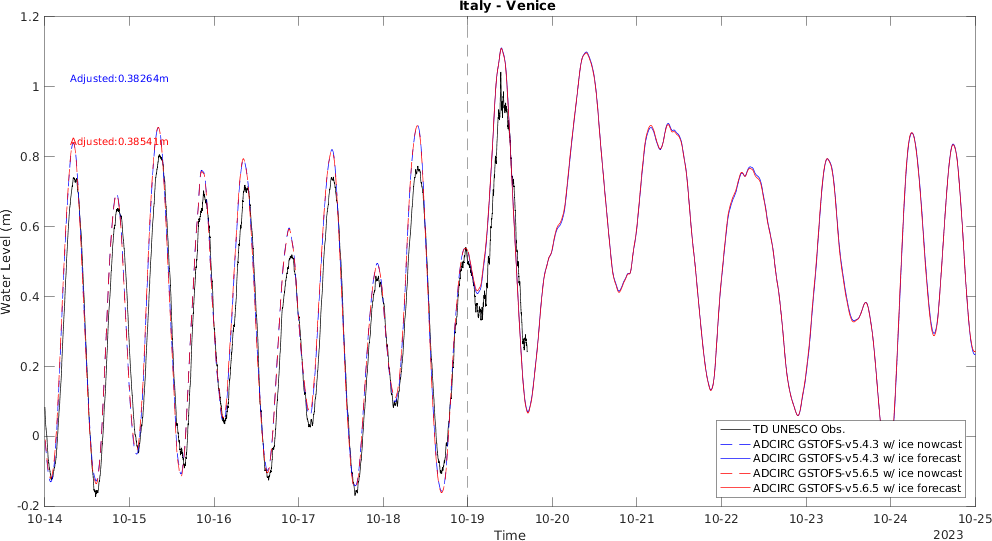 Italy - Venice
1.2
1
0.8
0.6
0.4
0.2
0
-0.2
Water Level (m)
Adjusted:0.38264m
Adjusted:0.38541m
TD UNESCO Obs.
ADCIRC GSTOFS-v5.4.3 w/ ice nowcast
ADCIRC GSTOFS-v5.4.3 w/ ice forecast
ADCIRC GSTOFS-v5.6.5 w/ ice nowcast
ADCIRC GSTOFS-v5.6.5 w/ ice forecast
10-14 10-15 10-16 10-17 10-18 10-19 10-20 10-21 10-22 10-23 10-24 10-25
Time
2023